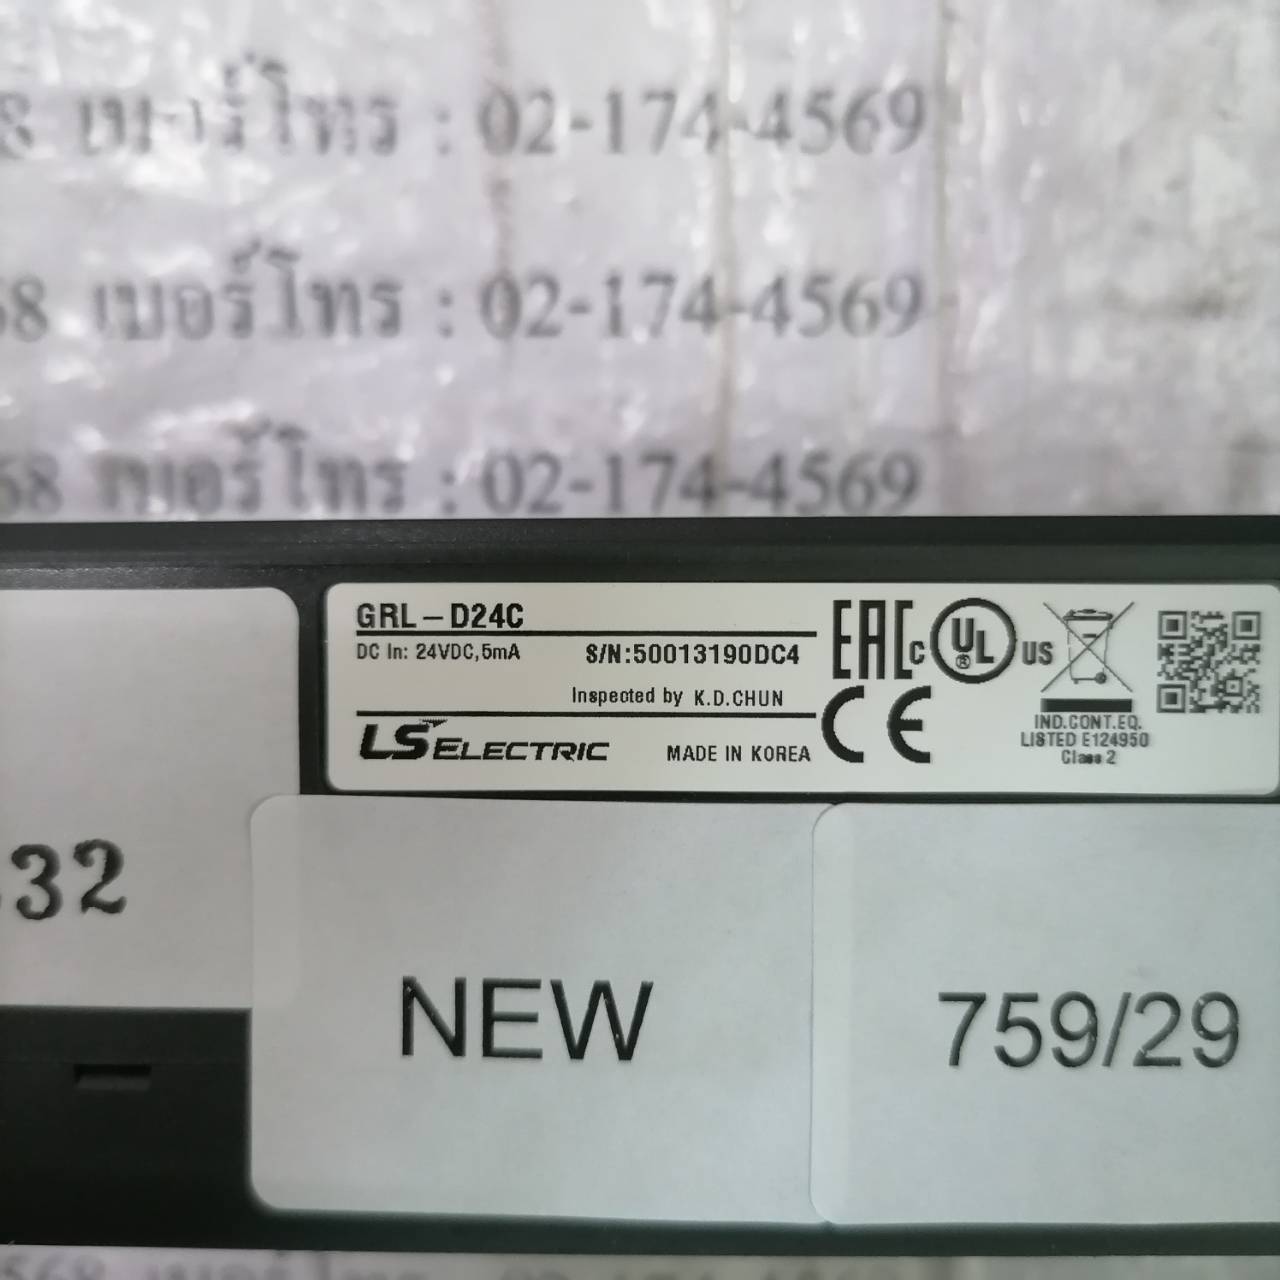 8 เบอร์โทร : 02-174-4569
68 เบอร์โทร : 02-174-4569
68 เบอร์โทร : 02-174-4569
GRL-D24C
DC In: 24VDC,5mA
S/N:50013190DC4
Inspected by K.D.CHUN
LS ELECTRIC
MADE IN KOREA
EAC
C UL US
®
CE
IND.CONT.EQ.
LISTED E124950
Class 2
32
NEW
759/29